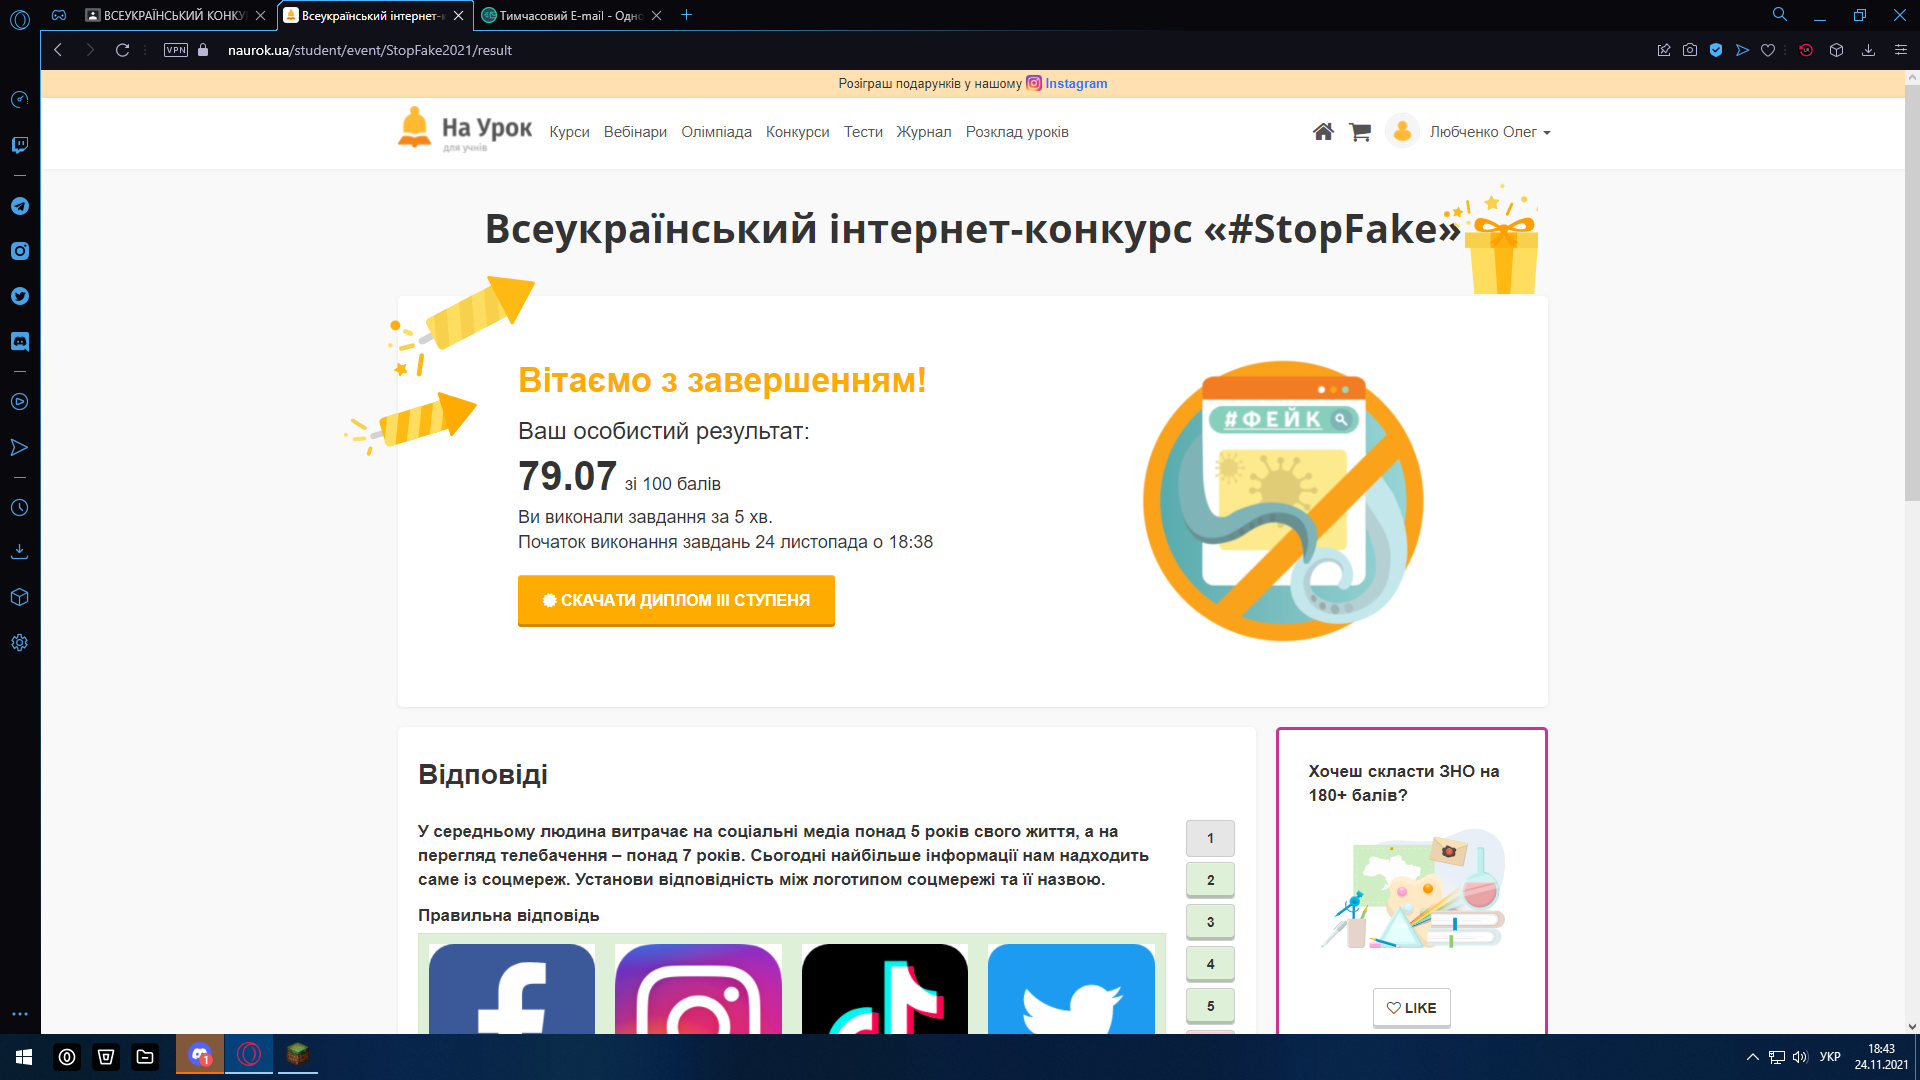 ВСЕУКРАЇНСЬКИЙ КОНКУ
Всеукраїнський інтернет-к
Тимчасовий E-mail - Одн
VPN
naurok.ua/student/event/StopFake2021/result
Розіграш подарунків у нашому Instagram
На Урок
для учнів
Курси
Вебінари
Олімпіада
Конкурси
Тести
Журнал
Розклад уроків
Любченко Олег
Всеукраїнський інтернет-конкурс «#StopFake»
Вітаємо з завершенням!
Ваш особистий результат:
79.07 зі 100 балів
Ви виконали завдання за 5 хв.
Початок виконання завдань 24 листопада о 18:38
СКАЧАТИ ДИПЛОМ III СТУПЕНЯ
#ФЕЙК
Відповіді
У середньому людина витрачає на соціальні медіа понад 5 років свого життя, а на
перегляд телебачення – понад 7 років. Сьогодні найбільше інформації нам надходить
саме із соцмереж. Установи відповідність між логотипом соцмережі та її назвою.
Правильна відповідь
1
2
3
4
5
Хочеш скласти ЗНО на
180+ балів?
LIKE
1
УКР
18:43
24.11.2021